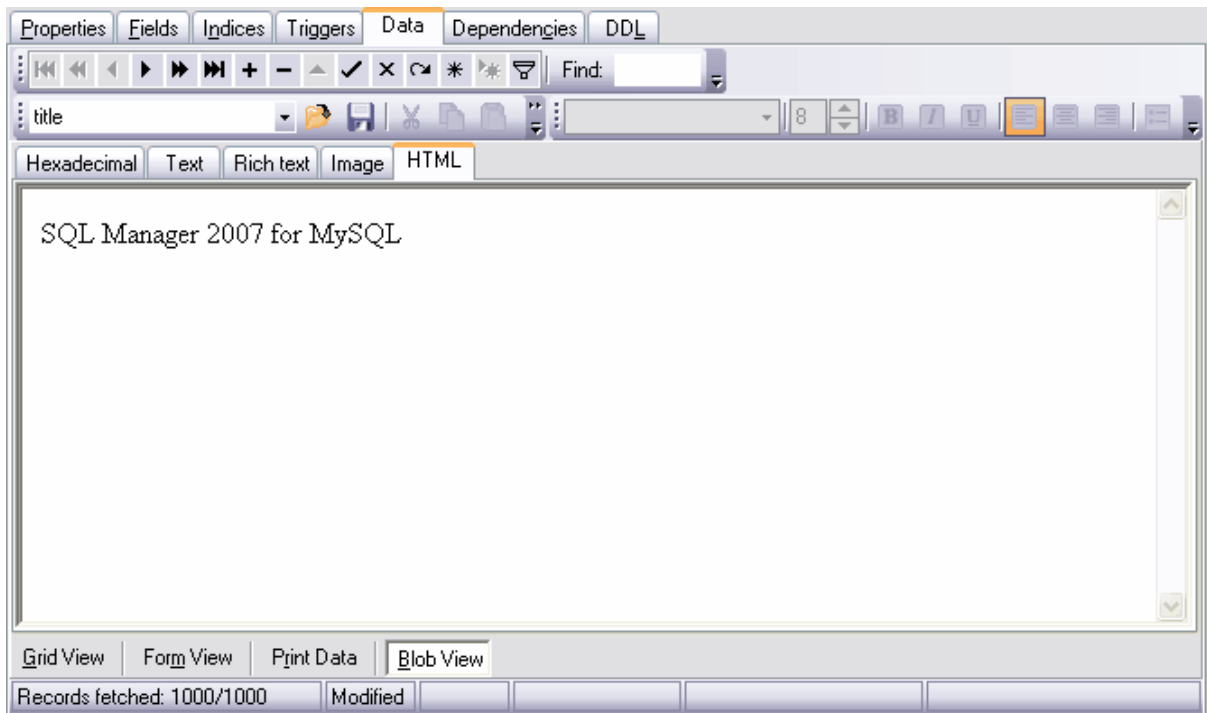 Properties Fields Indices Triggers Data Dependencies DDL
Find:
title 8 B I U
Hexadecimal Text Rich text Image HTML
SQL Manager 2007 for MySQL
Grid View Form View Print Data Blob View
Records fetched: 1000/1000 Modified